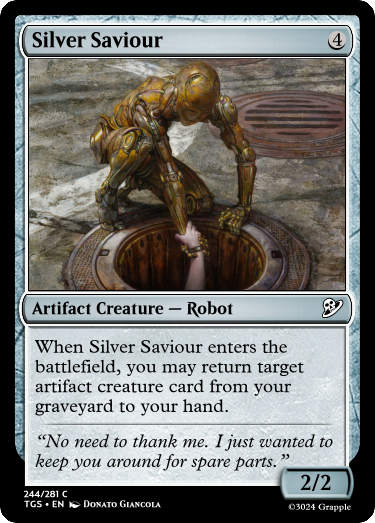 Silver Saviour 4
Artifact Creature — Robot
When Silver Saviour enters the
battlefield, you may return target
artifact creature card from your
graveyard to your hand.
“No need to thank me. I just wanted to
keep you around for spare parts.”
2/2
244/281 C
TGS • EN Donato Giancola
©3024 Grapple